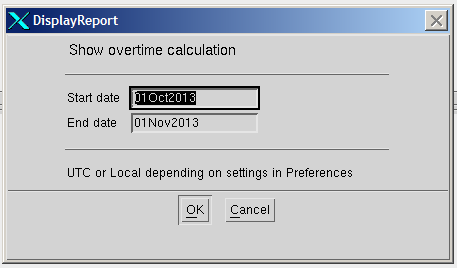 DisplayReport
Show overtime calculation
Start date 01Oct2013
End date 01Nov2013
UTC or Local depending on settings in Preferences
OK Cancel